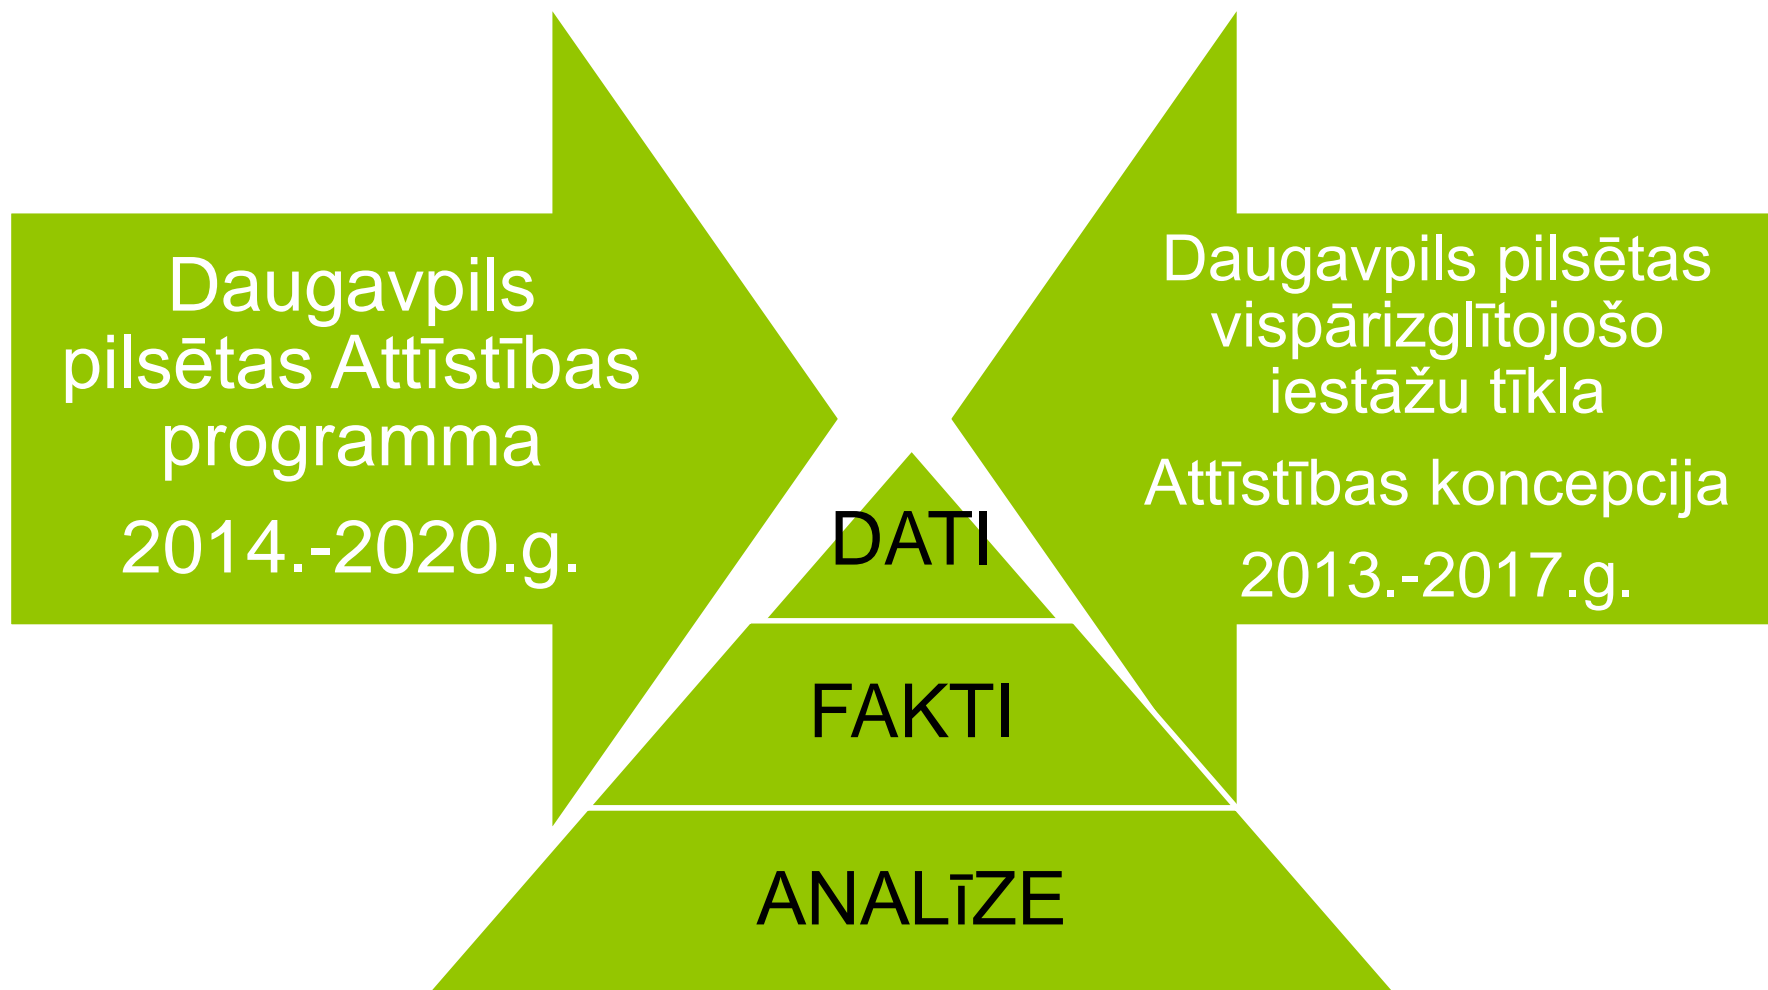 Daugavpils
pilsētas Attīstības
programma
2014.-2020.g.
Daugavpils pilsētas
vispārizglītojošo
iestāžu tīkla
Attīstības koncepcija
2013.-2017.g.
DATI
FAKTI
ANALīZE